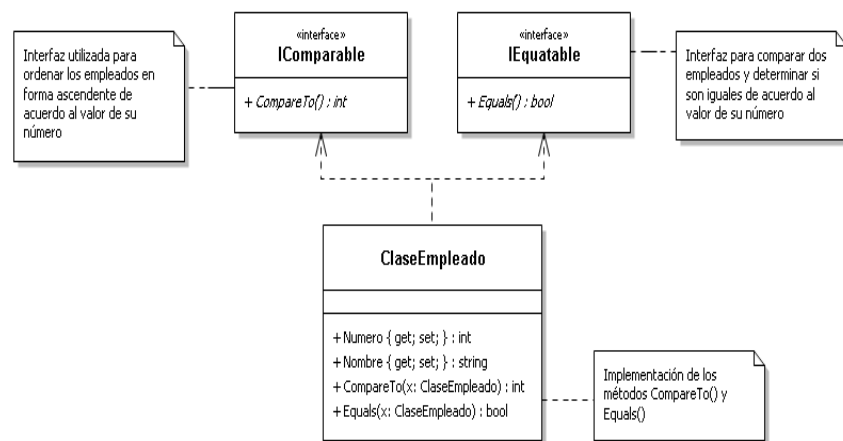 Interfaz utilizada para
ordenar los empleados en
forma ascendente de
acuerdo al valor de su
número
«interface»
IComparable
+ CompareTo() : int
«interface»
IEquatable
+ Equals() : bool
Interfaz para comparar dos
empleados y determinar si
son iguales de acuerdo al
valor de su número
ClaseEmpleado
+ Numero { get; set; } : int
+ Nombre { get; set; } : string
+ CompareTo(x: ClaseEmpleado) : int
+ Equals(x: ClaseEmpleado) : bool
Implementación de los
métodos CompareTo() y
Equals()